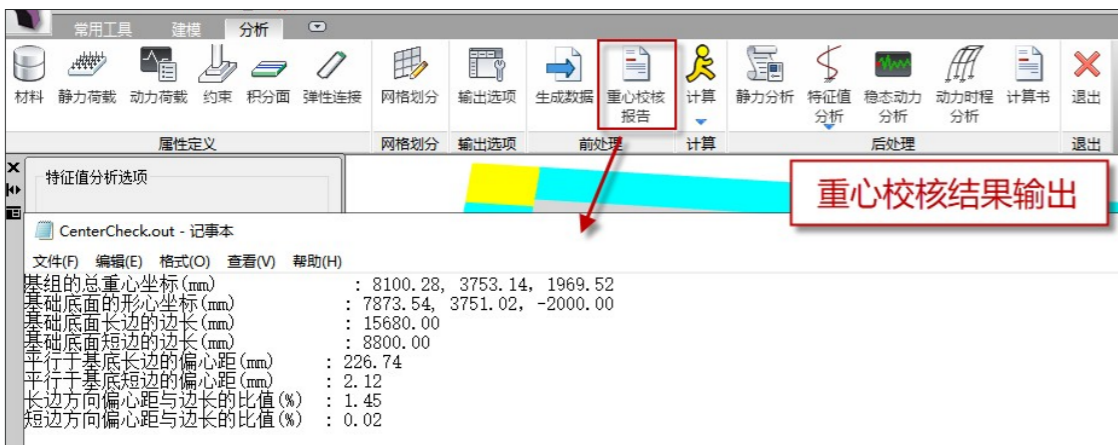 常用工具 建模 分析
材料 静力荷载 动力荷载 约束 积分面 弹性连接 网格划分 输出选项 生成数据 重心校核报告 计算 静力分析 特征值分析 稳态动力分析 动力时程分析 计算书 退出
属性定义 网格划分 输出选项 前处理 计算 后处理 退出
特征值分析选项
重心校核结果输出
CenterCheck.out - 记事本
文件(F) 编辑(E) 格式(O) 查看(V) 帮助(H)
基组的总重心坐标(mm) : 8100.28, 3753.14, 1969.52
基础底面的形心坐标(mm) : 7873.54, 3751.02, -2000.00
基础底面长边的边长(mm) : 15680.00
基础底面短边的边长(mm) : 8800.00
平行于基底长边的偏心距(mm) : 226.74
平行于基底短边的偏心距(mm) : 2.12
长边方向偏心距与边长的比值(%) : 1.45
短边方向偏心距与边长的比值(%) : 0.02